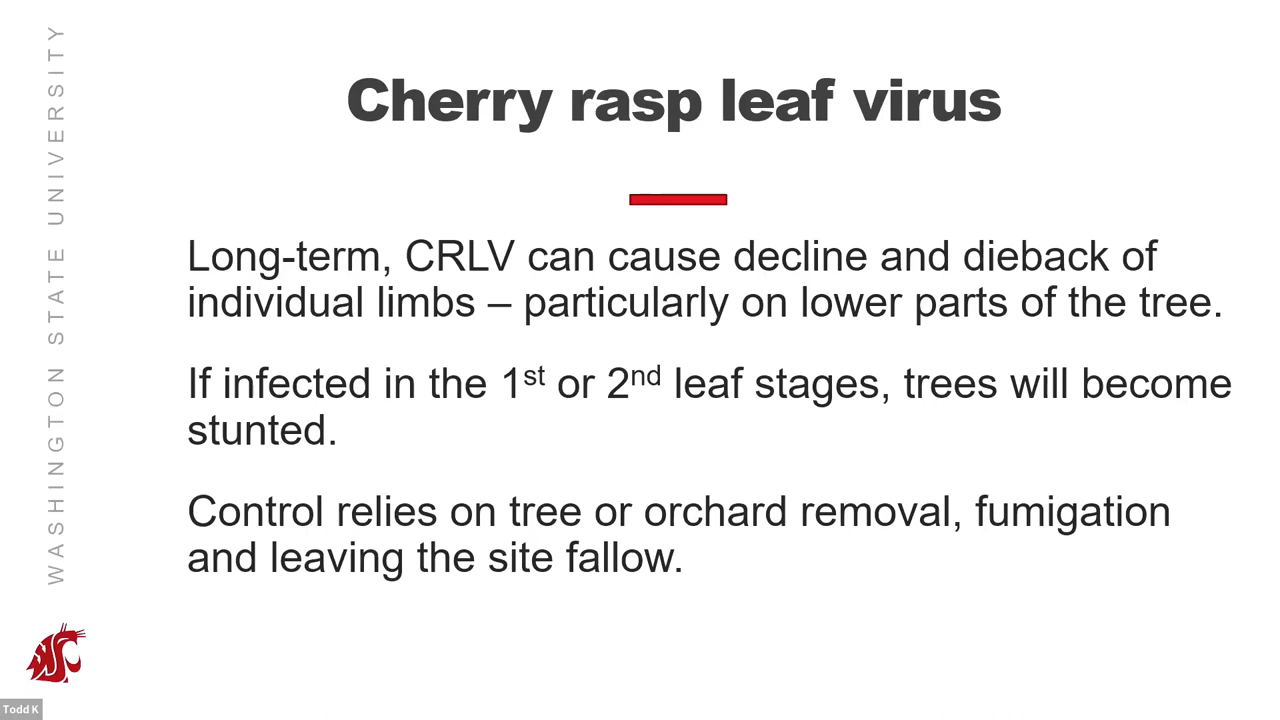 WASHINGTON STATE UNIVERSITY
Cherry rasp leaf virus
Long-term, CRLV can cause decline and dieback of
individual limbs – particularly on lower parts of the tree.
If infected in the 1st or 2nd leaf stages, trees will become
stunted.
Control relies on tree or orchard removal, fumigation
and leaving the site fallow.
WSC
Todd K